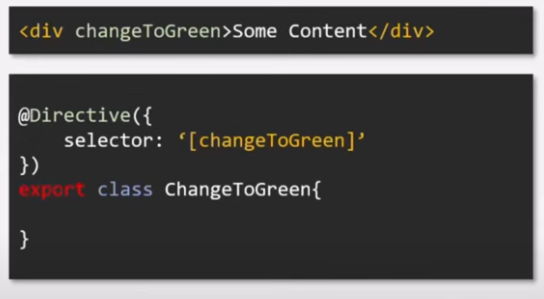 <div changeToGreen>Some Content</div>
@Directive({
    selector: ‘[changeToGreen]’
})
export class ChangeToGreen{
}